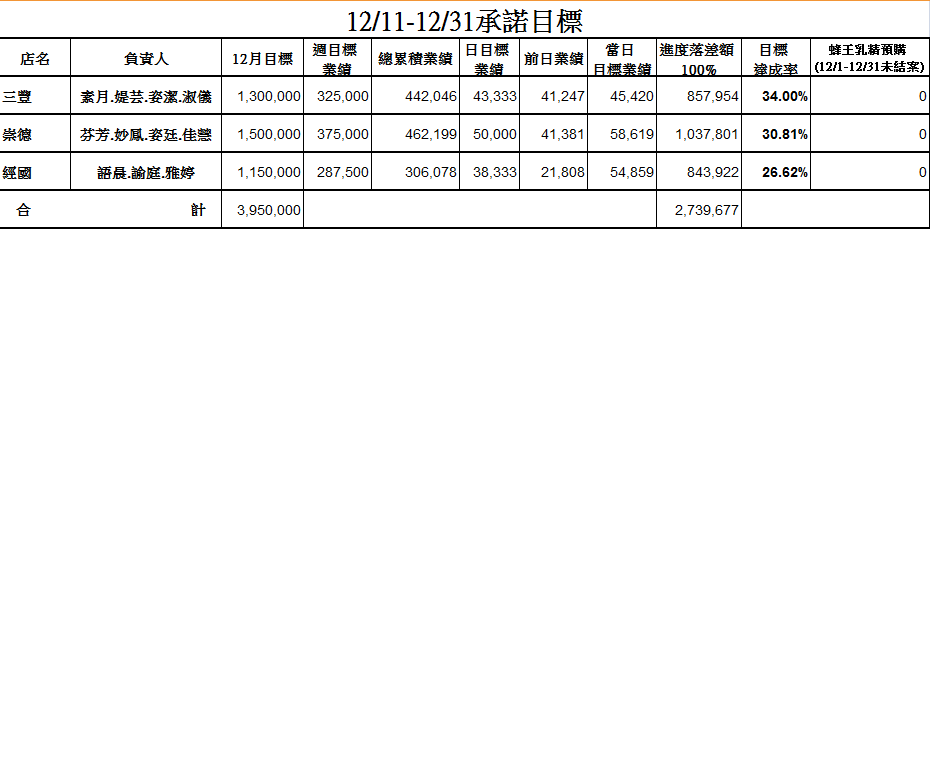 12/11-12/31承諾目標
店名 負責人 12月目標 週目標業績 總累積業績 日目標業績 前日業績 當日目標業績 進度落差額100% 目標達成率 蜂王乳精預購(12/1-12/31未結案)
三豐 素月.媞芸.姿潔.淑儀 1,300,000 325,000 442,046 43,333 41,247 45,420 857,954 34.00% 0
崇德 芬芳.妙鳳.姿廷.佳慧 1,500,000 375,000 462,199 50,000 41,381 58,619 1,037,801 30.81% 0
經國 語晨.諭庭.雅婷 1,150,000 287,500 306,078 38,333 21,808 54,859 843,922 26.62% 0
合 計 3,950,000 2,739,677